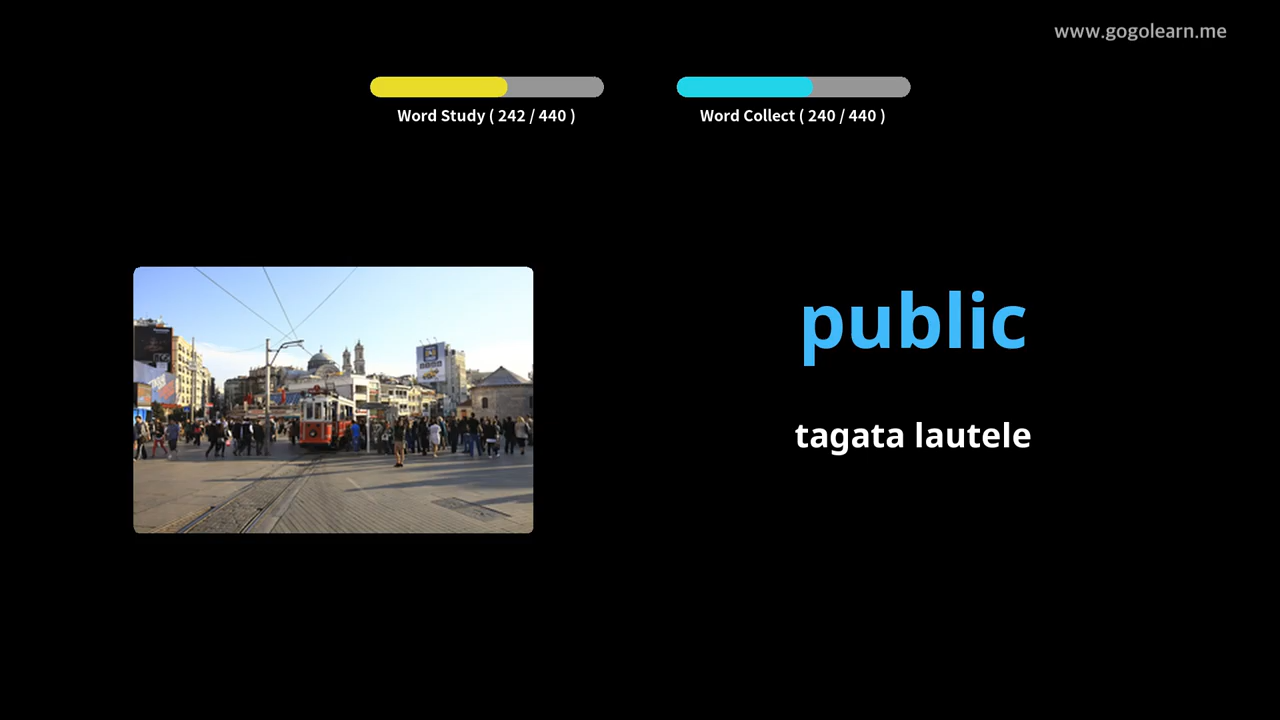 www.gogolearn.me
Word Study ( 242 / 440 )
Word Collect ( 240 / 440 )
public
tagata lautele